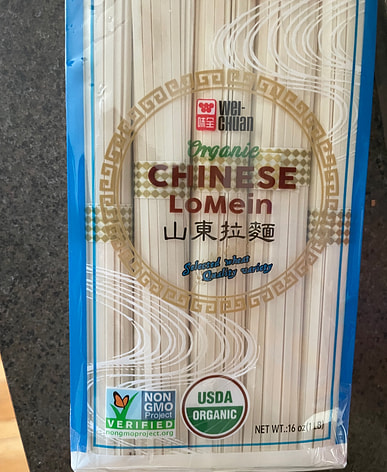 味全
WEI-
CHUAN
Organic
CHINESE
LoMein
山東拉麵
Selected wheat
Quality variety
NON
GMO
Project
VERIFIED
nongmoproject.org
USDA
ORGANIC
NET WT.:16 oz(1 LB)